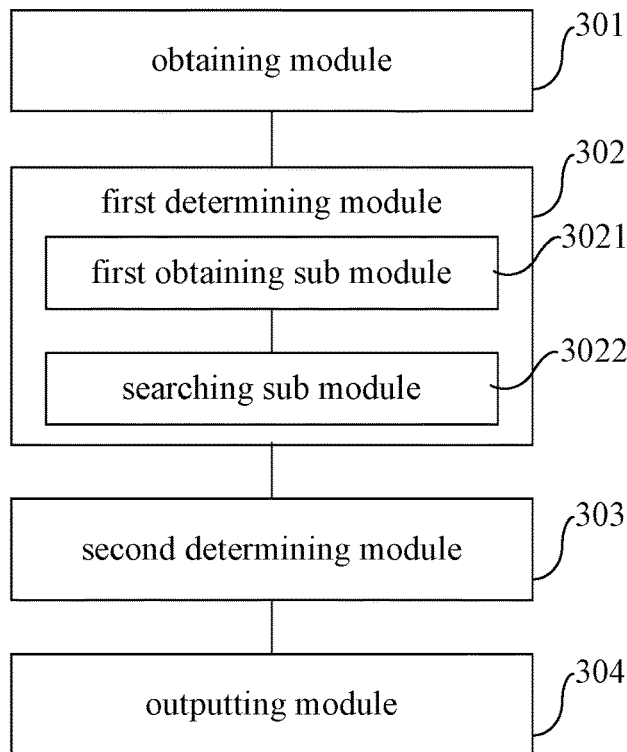 301
obtaining module
302
first determining module
3021
first obtaining sub module
3022
searching sub module
303
second determining module
304
outputting module